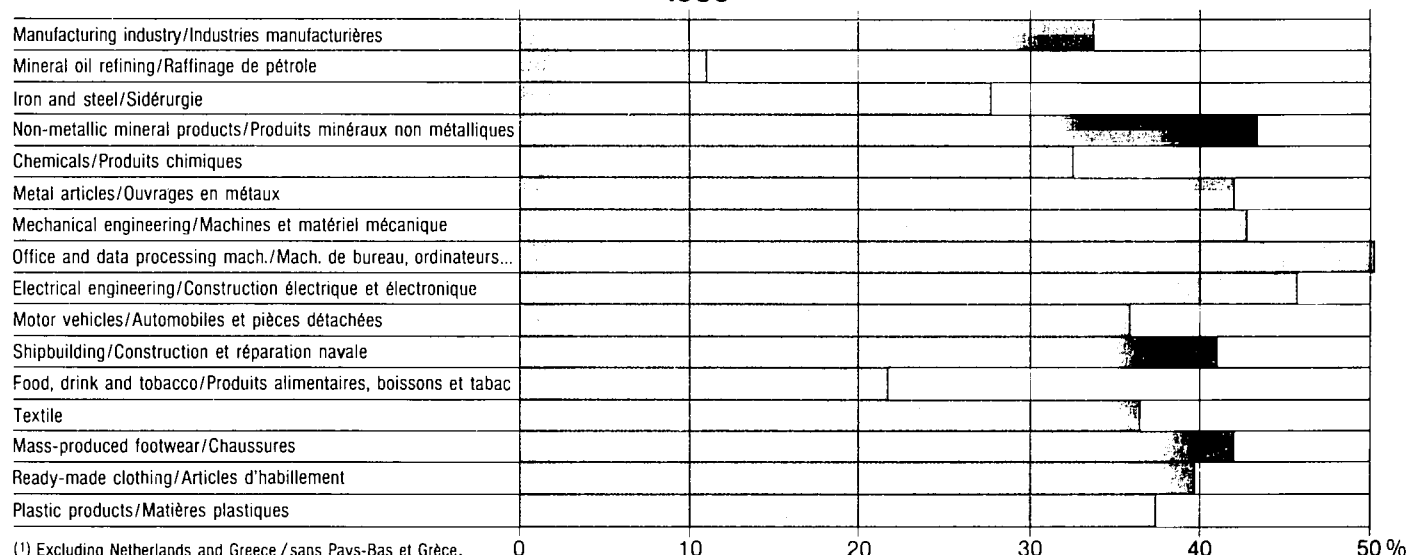 Manufacturing industry/Industries manufacturières
Mineral oil refining/Raffinage de pétrole
Iron and steel/Sidérurgie
Non-metallic mineral products/Produits minéraux non métalliques
Chemicals/Produits chimiques
Metal articles/Ouvrages en métaux
Mechanical engineering/Machines et matériel mécanique
Office and data processing mach./Mach. de bureau, ordinateurs...
Electrical engineering/Construction électrique et électronique
Motor vehicles/Automobiles et pièces détachées
Shipbuilding/Construction et réparation navale
Food, drink and tobacco/Produits alimentaires, boissons et tabac
Textile
Mass-produced footwear/Chaussures
Ready-made clothing/Articles d'habillement
Plastic products/Matières plastiques
(1) Excluding Netherlands and Greece/sans Pays-Bas et Grèce. 0 10 20 30 40 50 %